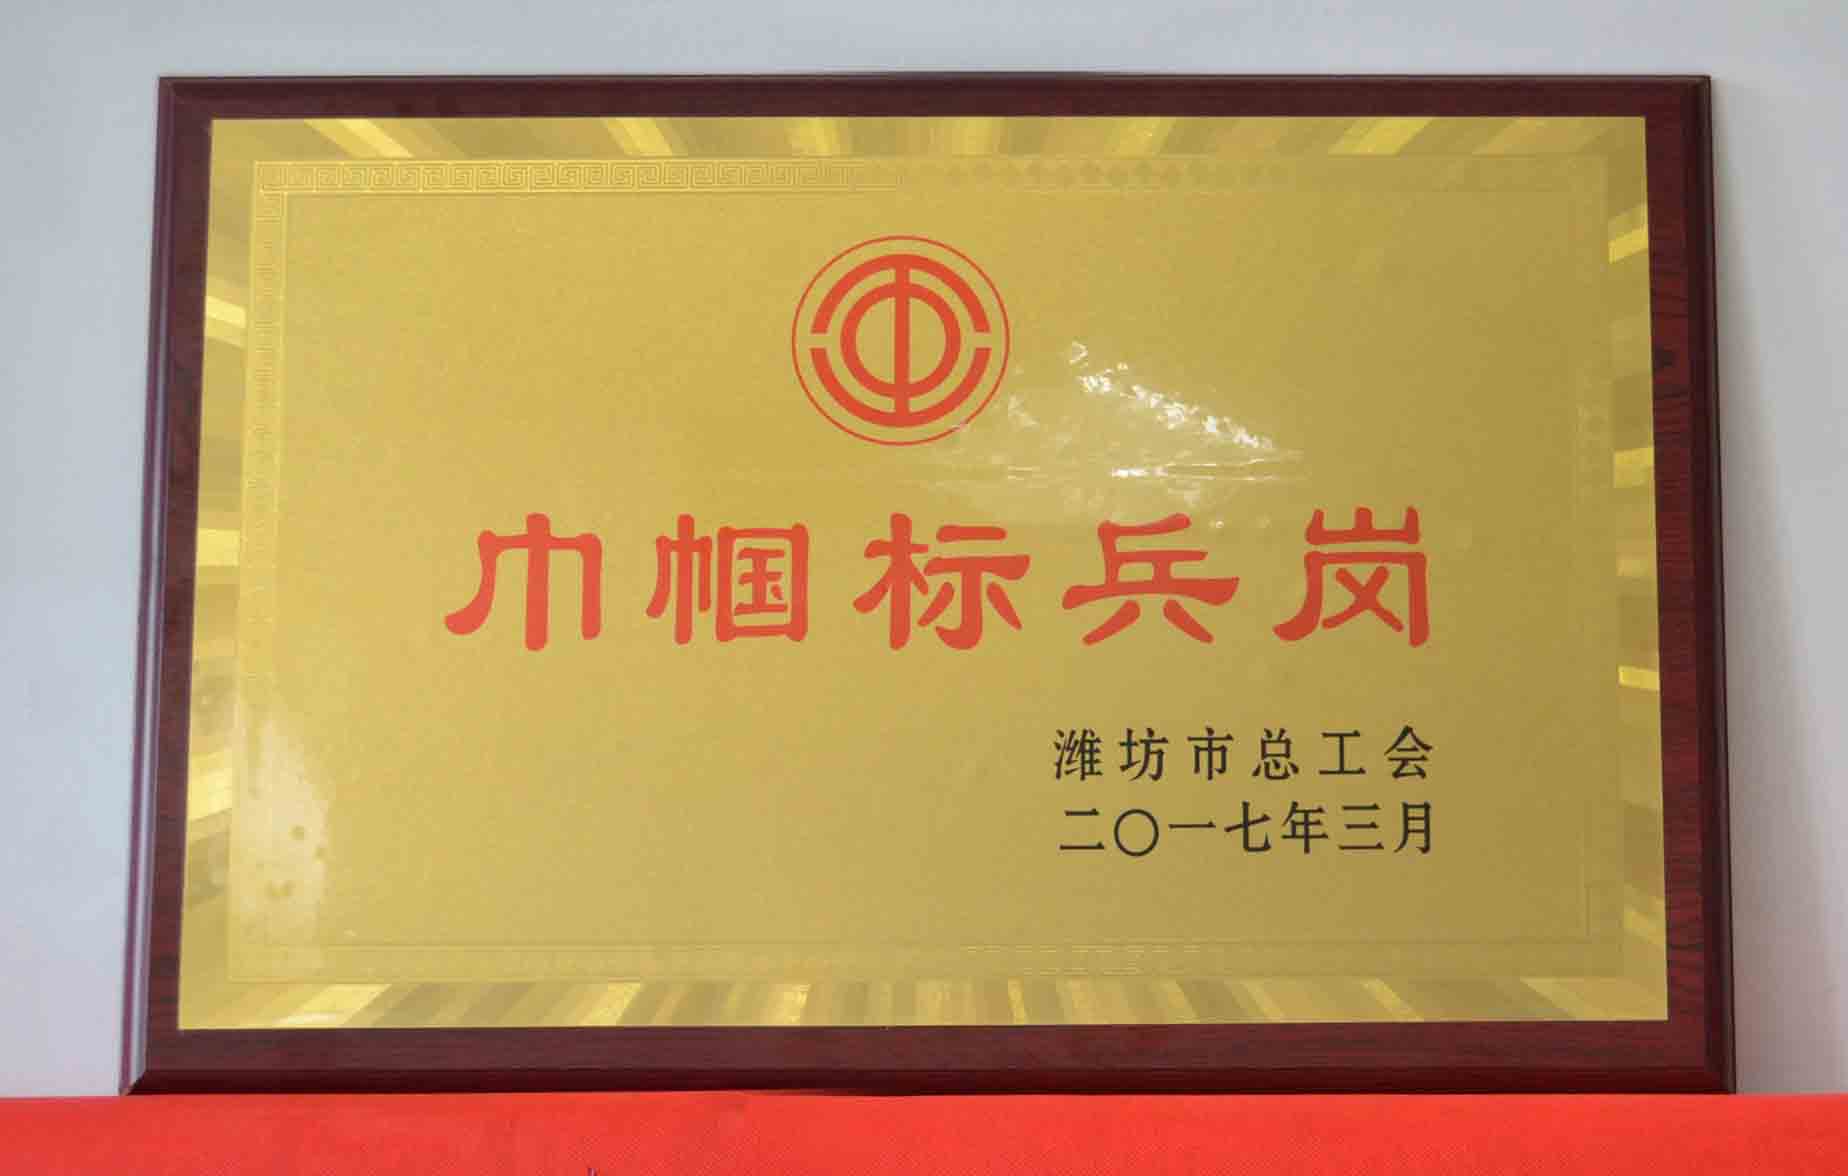 巾帼标兵岗
潍坊市总工会
二〇一七年三月